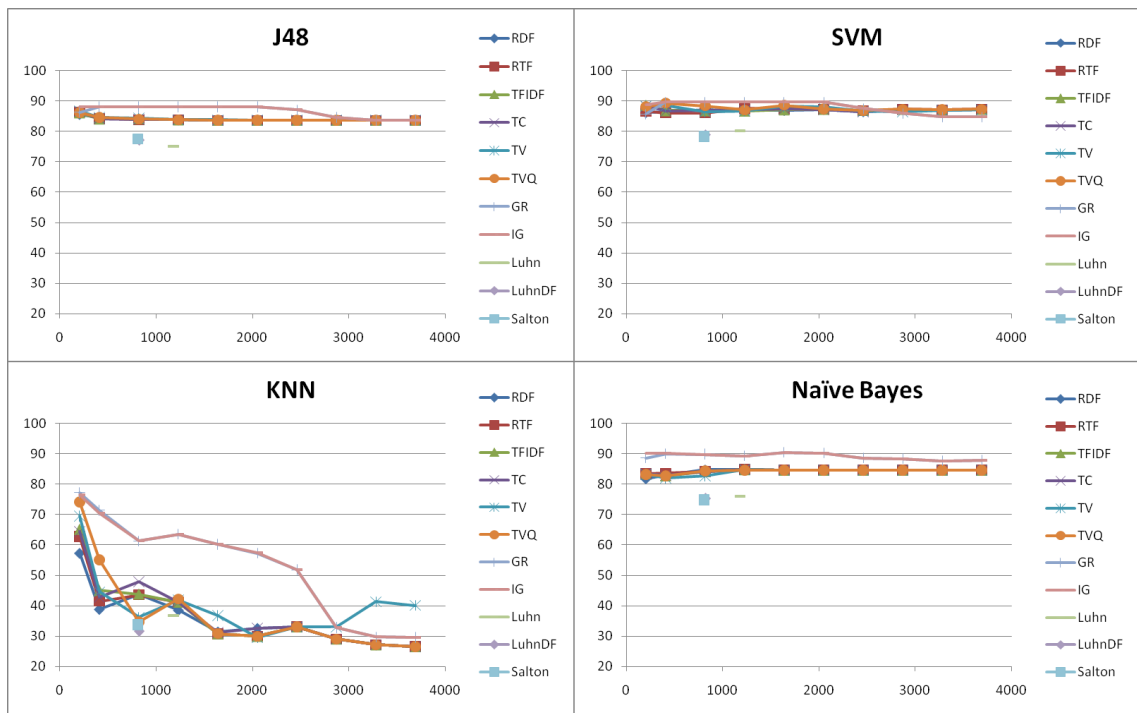 J48
100
90
80
70
60
50
40
30
20
0 1000 2000 3000 4000
RDF
RTF
TFIDF
TC
TV
TVQ
GR
IG
Luhn
LuhnDF
Salton
SVM
100
90
80
70
60
50
40
30
20
0 1000 2000 3000 4000
RDF
RTF
TFIDF
TC
TV
TVQ
GR
IG
Luhn
LuhnDF
Salton
KNN
100
90
80
70
60
50
40
30
20
0 1000 2000 3000 4000
RDF
RTF
TFIDF
TC
TV
TVQ
GR
IG
Luhn
LuhnDF
Salton
Naïve Bayes
100
90
80
70
60
50
40
30
20
0 1000 2000 3000 4000
RDF
RTF
TFIDF
TC
TV
TVQ
GR
IG
Luhn
LuhnDF
Salton